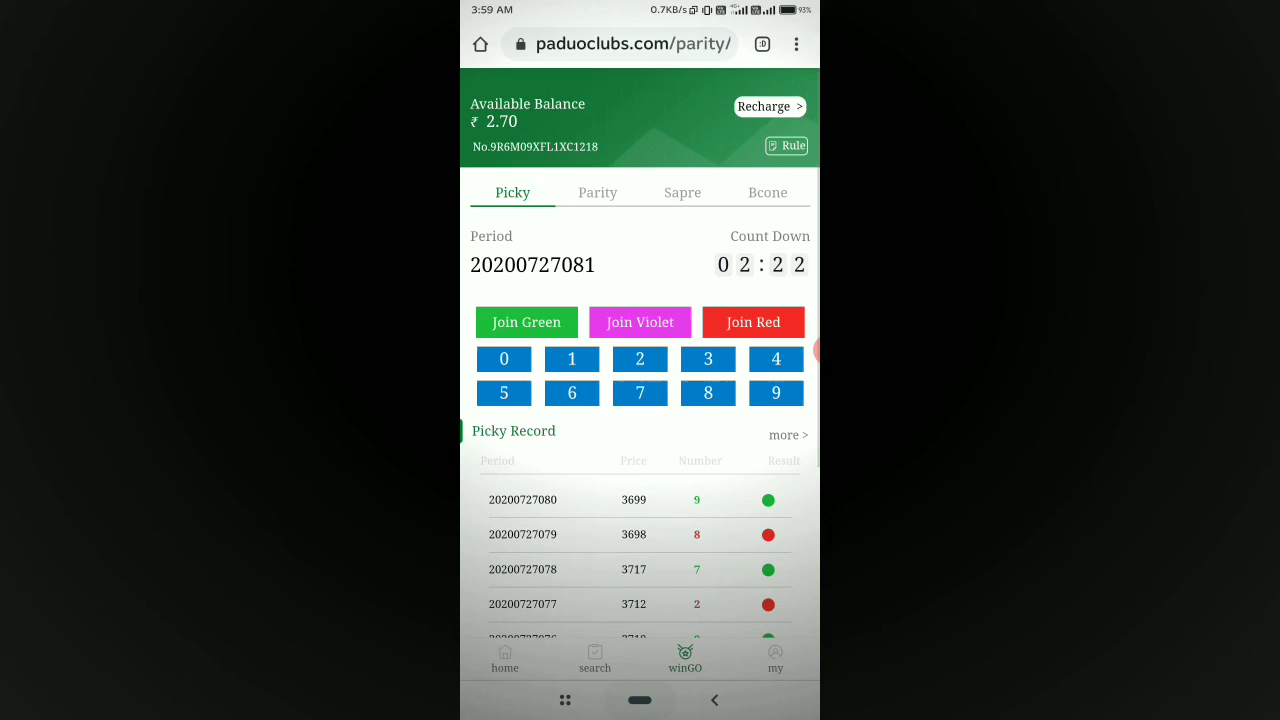 3:59 AM 0.7KB/s 4G+ 93%
paduoclubs.com/parity/ :D
Available Balance
₹ 2.70
Recharge >
No.9R6M09XFL1XC1218
Rule
Picky Parity Sapre Bcone
Period Count Down
20200727081 02:22
Join Green Join Violet Join Red
0 1 2 3 4
5 6 7 8 9
Picky Record more >
Period Price Number Result
20200727080 3699 9
20200727079 3698 8
20200727078 3717 7
20200727077 3712 2
home search winGO my